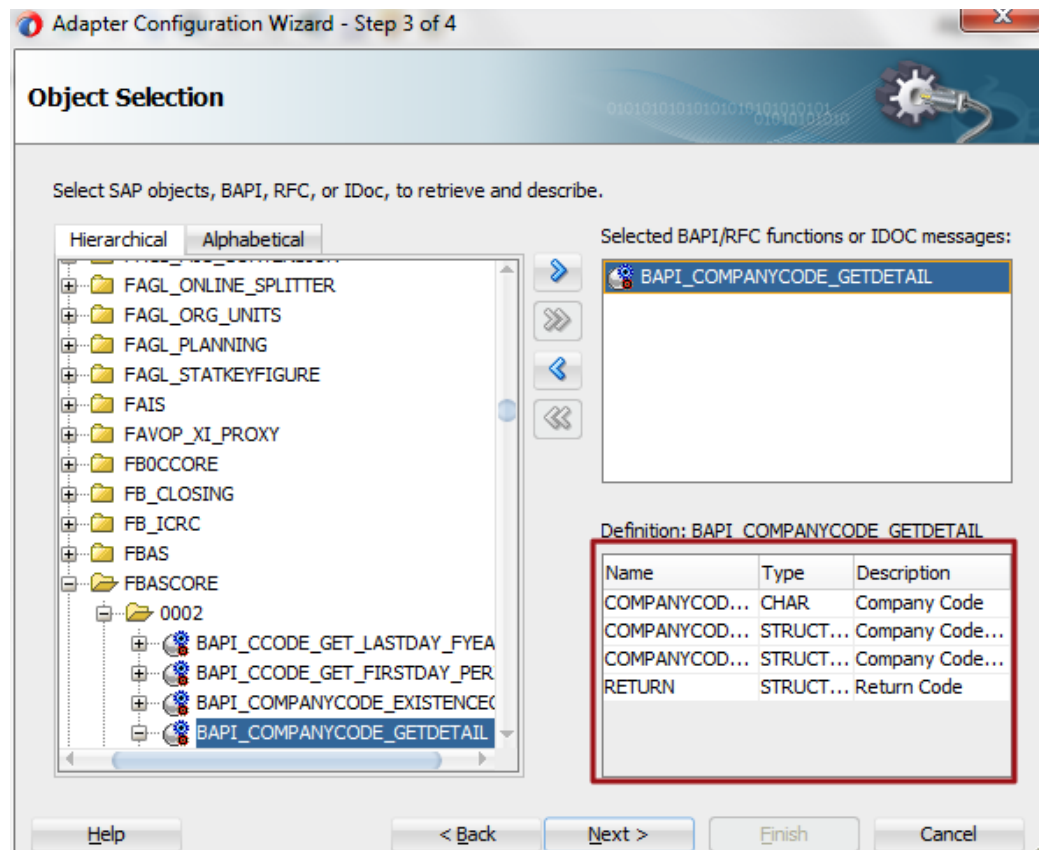 Adapter Configuration Wizard - Step 3 of 4
Object Selection
Select SAP objects, BAPI, RFC, or IDoc, to retrieve and describe.
Hierarchical Alphabetical
FAGL_ONLINE_SPLITTER
FAGL_ORG_UNITS
FAGL_PLANNING
FAGL_STATKEYFIGURE
FAIS
FAVOP_XI_PROXY
FB0CCORE
FB_CLOSING
FB_ICRC
FBAS
FBASCORE
0002
BAPI_CCODE_GET_LASTDAY_FYEA
BAPI_CCODE_GET_FIRSTDAY_PER
BAPI_COMPANYCODE_EXISTENCEC
BAPI_COMPANYCODE_GETDETAIL
Selected BAPI/RFC functions or IDOC messages:
BAPI_COMPANYCODE_GETDETAIL
Definition: BAPI_COMPANYCODE_GETDETAIL
Name Type Description
COMPANYCOD... CHAR Company Code
COMPANYCOD... STRUCT... Company Code...
COMPANYCOD... STRUCT... Company Code...
RETURN STRUCT... Return Code
Help < Back Next > Finish Cancel